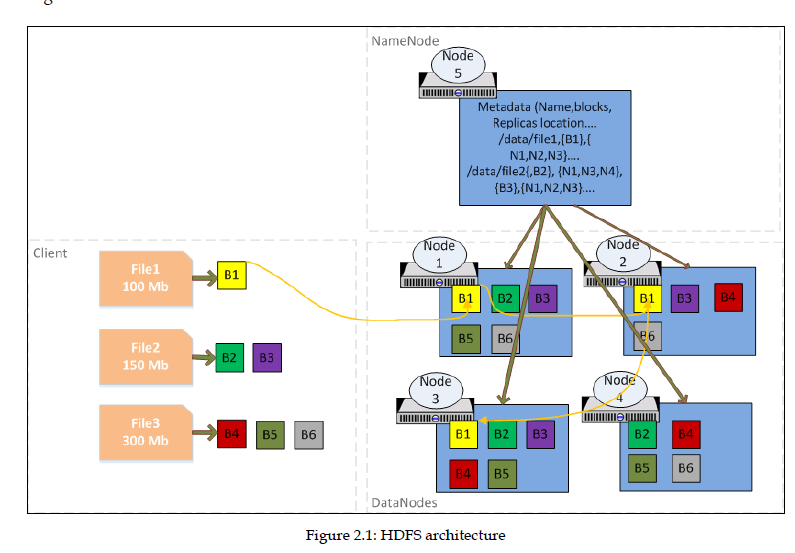 NameNode
Node
5
Metadata (Name,blocks,
Replicas location....
/data/file1,{B1},{
N1,N2,N3}....
/data/file2{,B2}, {N1,N3,N4},
{B3},{N1,N2,N3}....
Client
File1
100 Mb
B1
File2
150 Mb
B2 B3
File3
300 Mb
B4 B5 B6
Node
1
B1 B2 B3
B5 B6
Node
2
B1 B3 B4
B6
Node
3
B1 B2 B3
B4 B5
Node
4
B2 B4
B5 B6
DataNodes
Figure 2.1: HDFS architecture